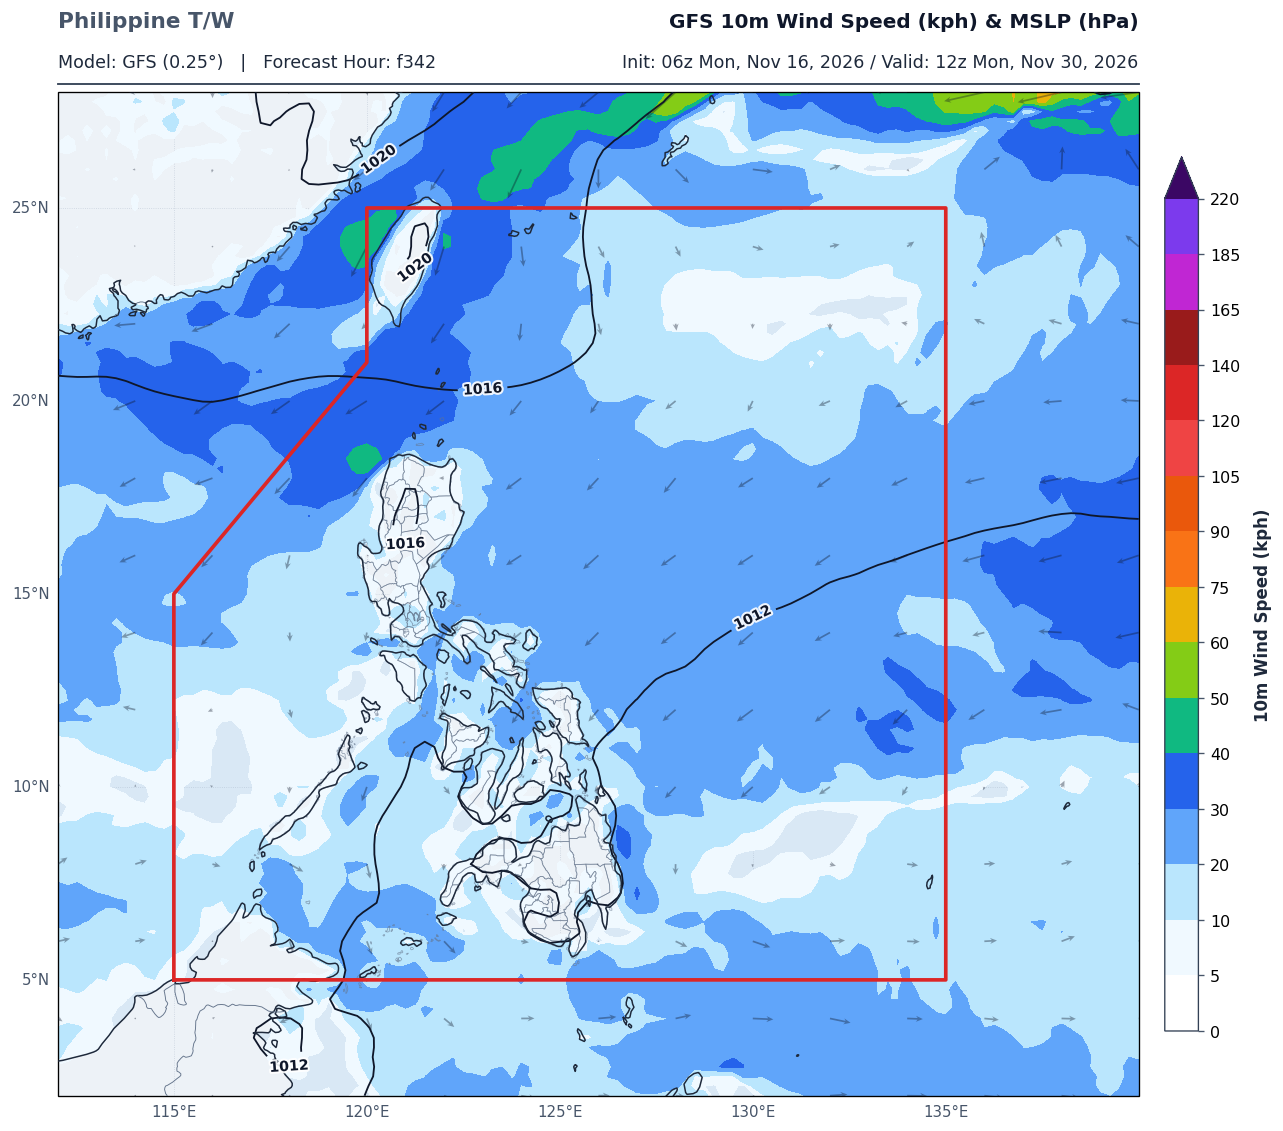 Philippine T/W
GFS 10m Wind Speed (kph) & MSLP (hPa)
Model: GFS (0.25°)   |   Forecast Hour: f342
Init: 06z Mon, Nov 16, 2026 / Valid: 12z Mon, Nov 30, 2026
1020
1020
1016
1016
1012
1012
25°N
20°N
15°N
10°N
5°N
115°E
120°E
125°E
130°E
135°E
220
185
165
140
120
105
90
75
60
50
40
30
20
10
5
0
10m Wind Speed (kph)